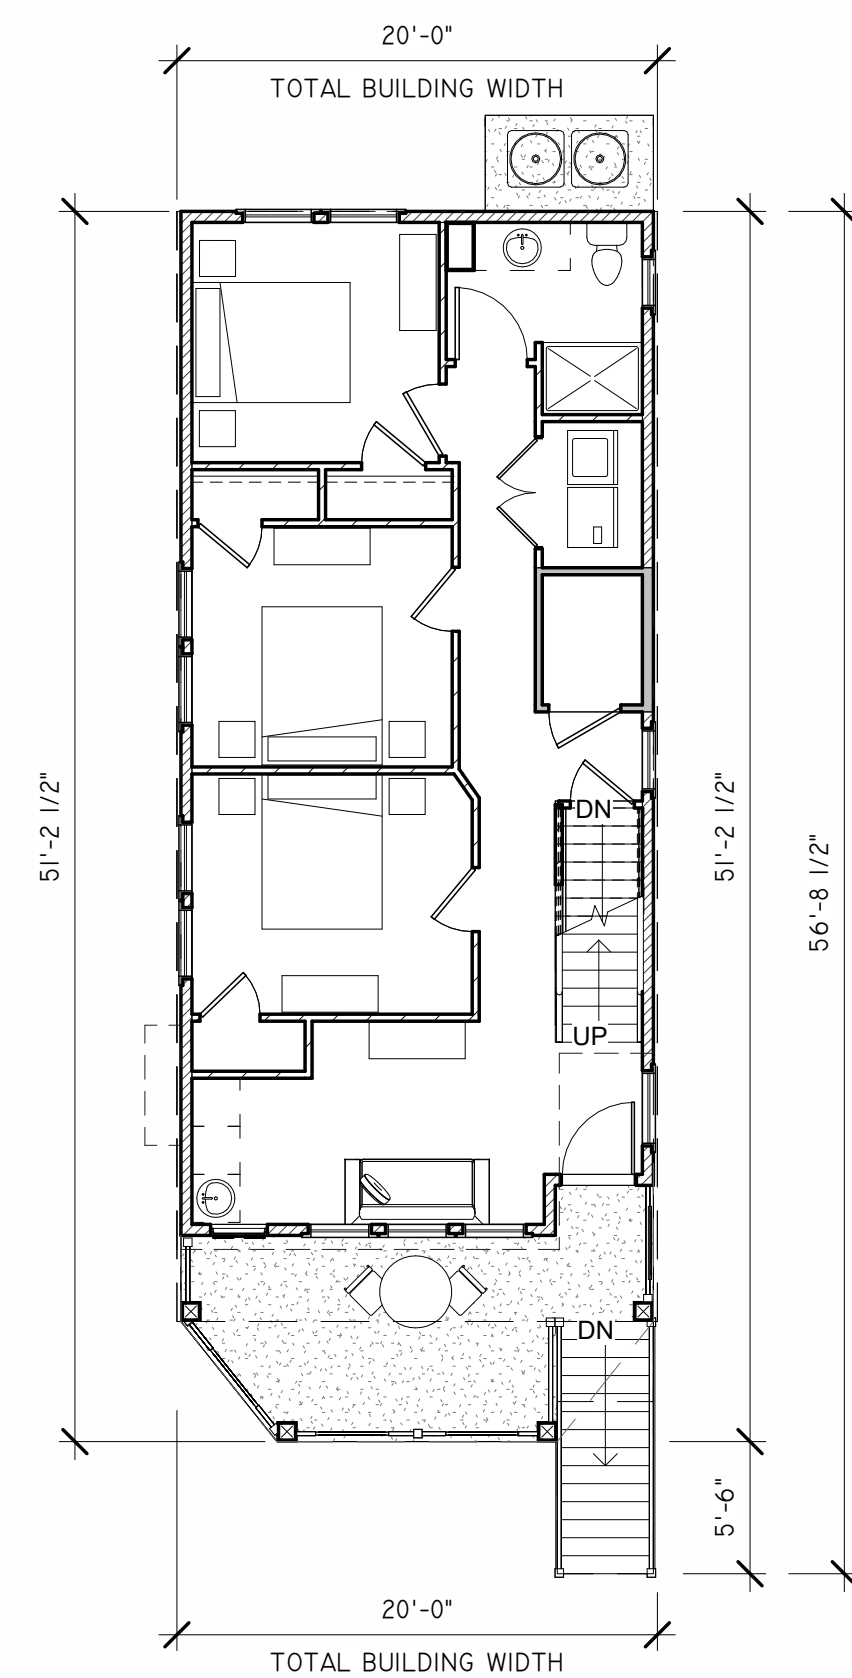 20'-0"
TOTAL BUILDING WIDTH
51'-2 1/2"
51'-2 1/2"
56'-8 1/2"
DN
UP
DN
5'-6"
20'-0"
TOTAL BUILDING WIDTH